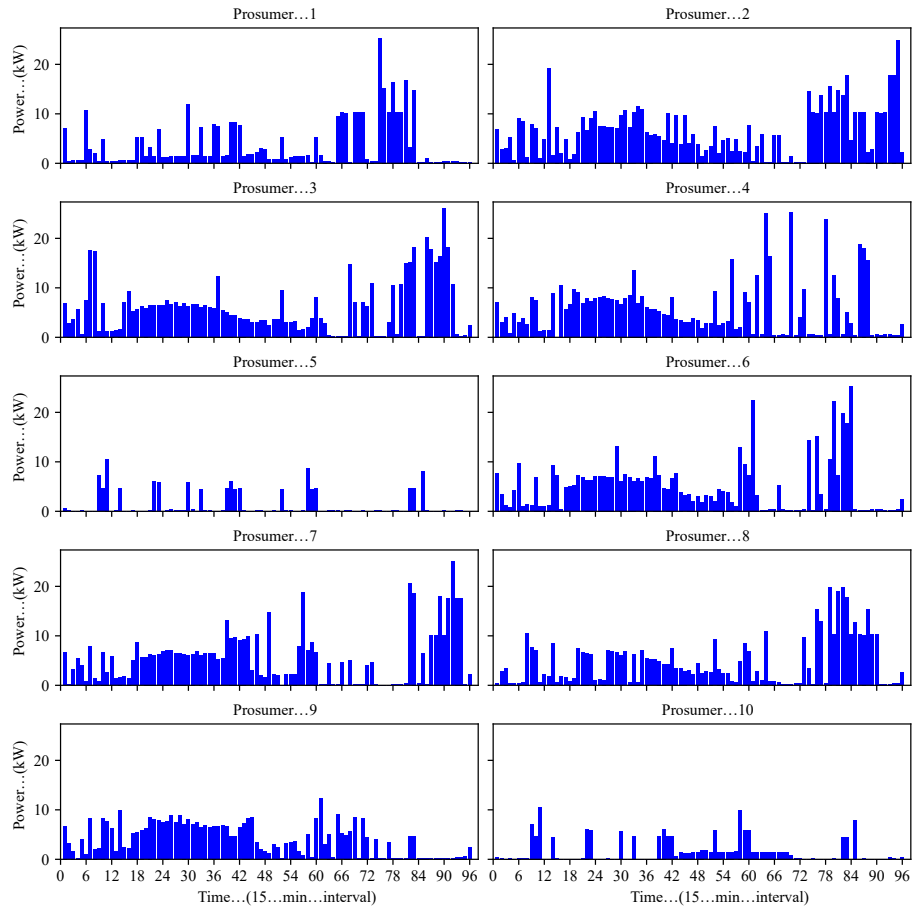 Prosumer…1
Prosumer…2
Power…(kW)
20
10
0
Prosumer…3
Prosumer…4
Power…(kW)
20
10
0
Prosumer…5
Prosumer…6
Power…(kW)
20
10
0
Prosumer…7
Prosumer…8
Power…(kW)
20
10
0
Prosumer…9
Prosumer…10
Power…(kW)
20
10
0
0 6 12 18 24 30 36 42 48 54 60 66 72 78 84 90 96
0 6 12 18 24 30 36 42 48 54 60 66 72 78 84 90 96
Time…(15…min…interval)
Time…(15…min…interval)